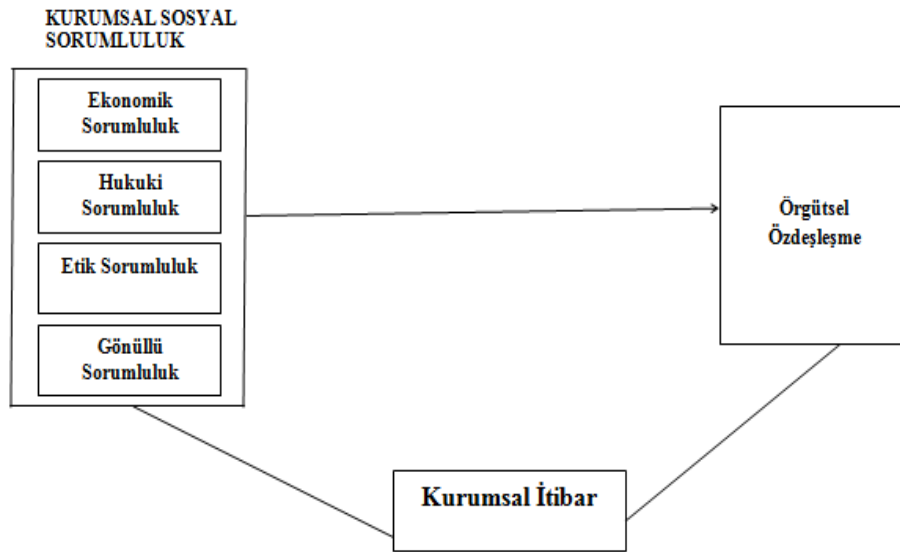 KURUMSAL SOSYAL
SORUMLULUK
Ekonomik
Sorumluluk
Hukuki
Sorumluluk
Etik Sorumluluk
Gönüllü
Sorumluluk
Örgütsel
Özdeşleşme
Kurumsal İtibar